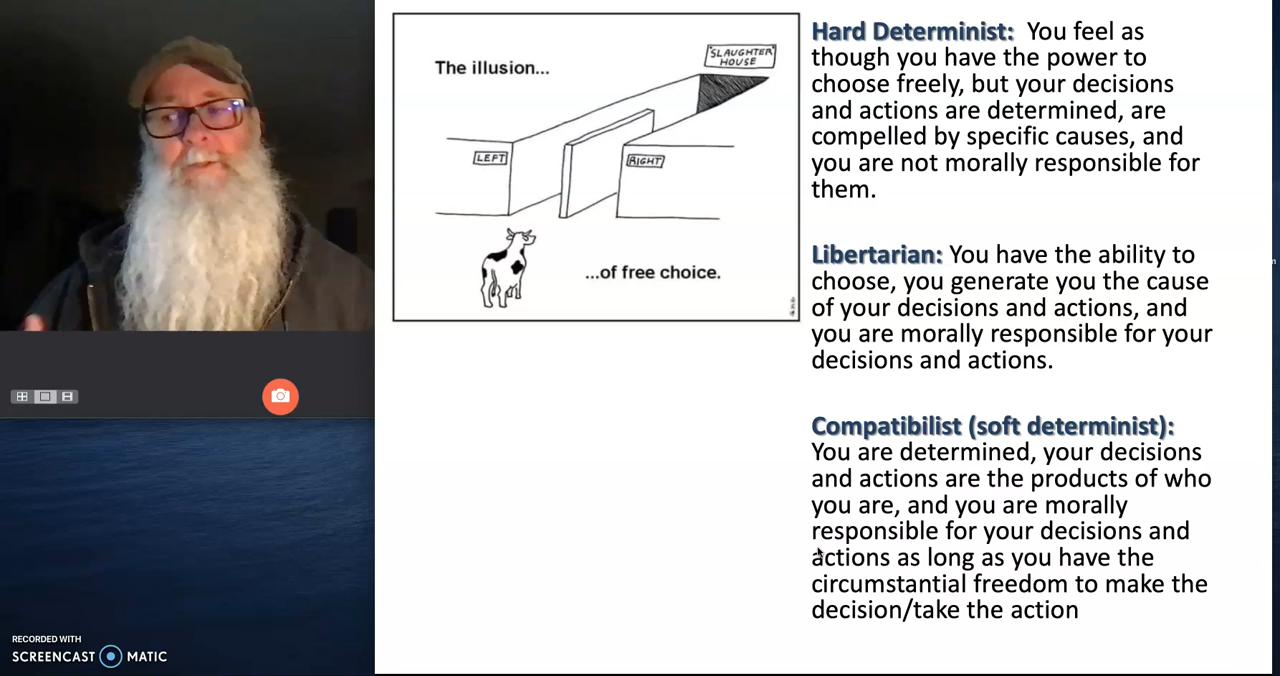 The illusion...
"SLAUGHTER"
HOUSE
LEFT
RIGHT
...of free choice.
Hard Determinist: You feel as
though you have the power to
choose freely, but your decisions
and actions are determined, are
compelled by specific causes, and
you are not morally responsible for
them.
Libertarian: You have the ability to
choose, you generate you the cause
of your decisions and actions, and
you are morally responsible for your
decisions and actions.
Compatibilist (soft determinist):
You are determined, your decisions
and actions are the products of who
you are, and you are morally
responsible for your decisions and
actions as long as you have the
circumstantial freedom to make the
decision/take the action
RECORDED WITH
SCREENCAST MATIC